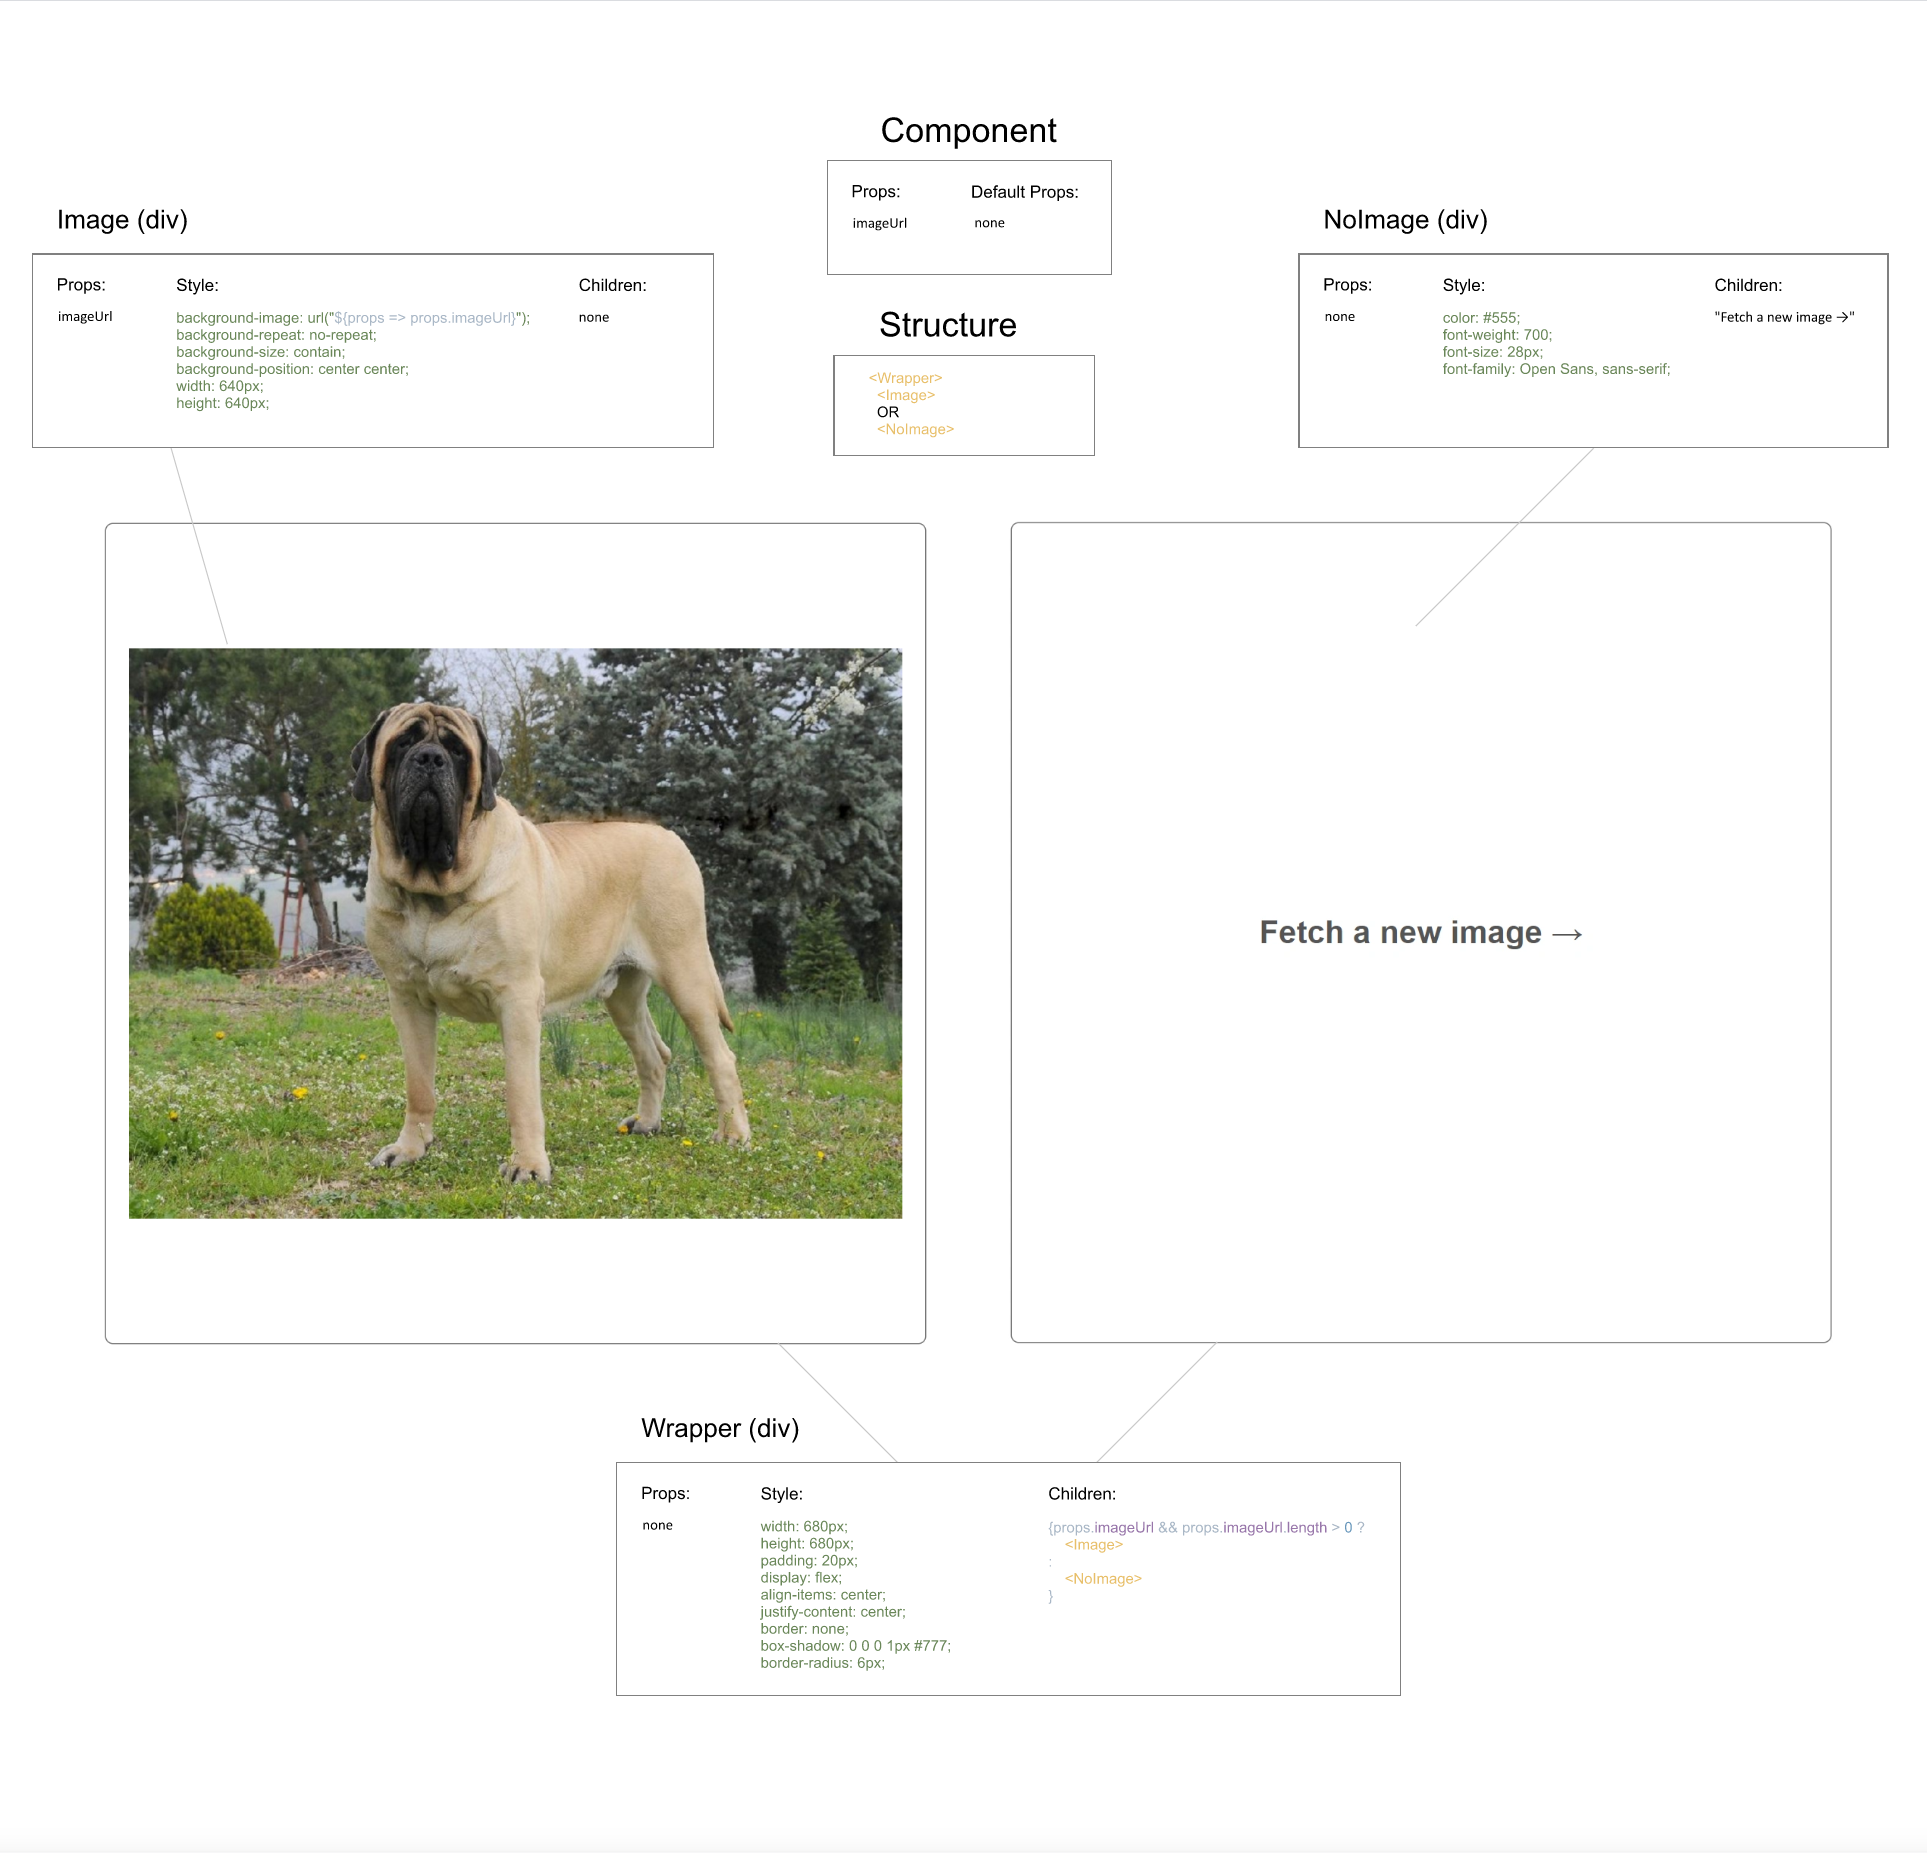 Component
Props:
Default Props:
imageUrl
none
Image (div)
Props:
Style:
Children:
imageUrl
background-image: url("${props => props.imageUrl}");
background-repeat: no-repeat;
background-size: contain;
background-position: center center;
width: 640px;
height: 640px;
none
Structure
<Wrapper>
<Image>
OR
<NoImage>
NoImage (div)
Props:
Style:
Children:
none
color: #555;
font-weight: 700;
font-size: 28px;
font-family: Open Sans, sans-serif;
"Fetch a new image →"
Fetch a new image →
Wrapper (div)
Props:
Style:
Children:
none
width: 680px;
height: 680px;
padding: 20px;
display: flex;
align-items: center;
justify-content: center;
border: none;
box-shadow: 0 0 0 1px #777;
border-radius: 6px;
{props.imageUrl && props.imageUrl.length > 0 ?
<Image>
:
<NoImage>
}